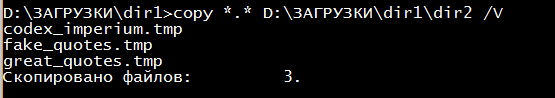 D:\ЗАГРУЗКИ\dir1>copy *.* D:\ЗАГРУЗКИ\dir1\dir2 /V
codex_imperium.tmp
fake_quotes.tmp
great_quotes.tmp
Скопировано файлов:         3.